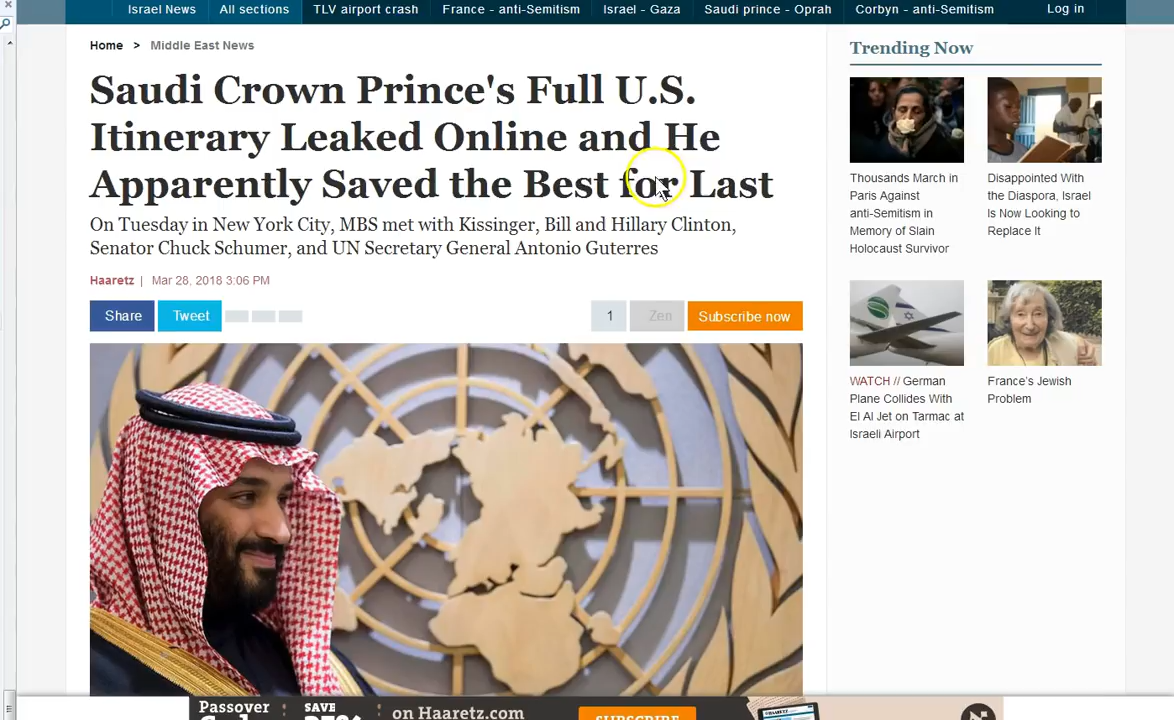 Israel News All sections TLV airport crash France - anti-Semitism Israel - Gaza Saudi prince - Oprah Corbyn - anti-Semitism Log in
Home > Middle East News
Saudi Crown Prince's Full U.S.
Itinerary Leaked Online and He
Apparently Saved the Best for Last
On Tuesday in New York City, MBS met with Kissinger, Bill and Hillary Clinton,
Senator Chuck Schumer, and UN Secretary General Antonio Guterres
Haaretz | Mar 28, 2018 3:06 PM
Share Tweet 1 Zen Subscribe now
Trending Now
Thousands March in
Paris Against
anti-Semitism in
Memory of Slain
Holocaust Survivor
Disappointed With
the Diaspora, Israel
Is Now Looking to
Replace It
WATCH // German
Plane Collides With
El Al Jet on Tarmac at
Israeli Airport
France's Jewish
Problem
Passover
SAVE
on Haaretz.com
SUBSCRIBE